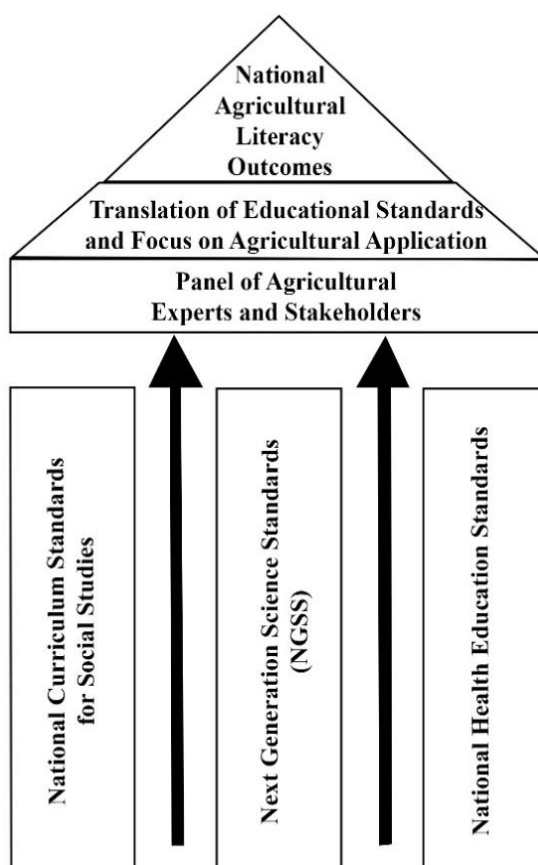 National
Agricultural
Literacy
Outcomes
Translation of Educational Standards
and Focus on Agricultural Application
Panel of Agricultural
Experts and Stakeholders
National Curriculum Standards
for Social Studies
Next Generation Science Standards
(NGSS)
National Health Education Standards